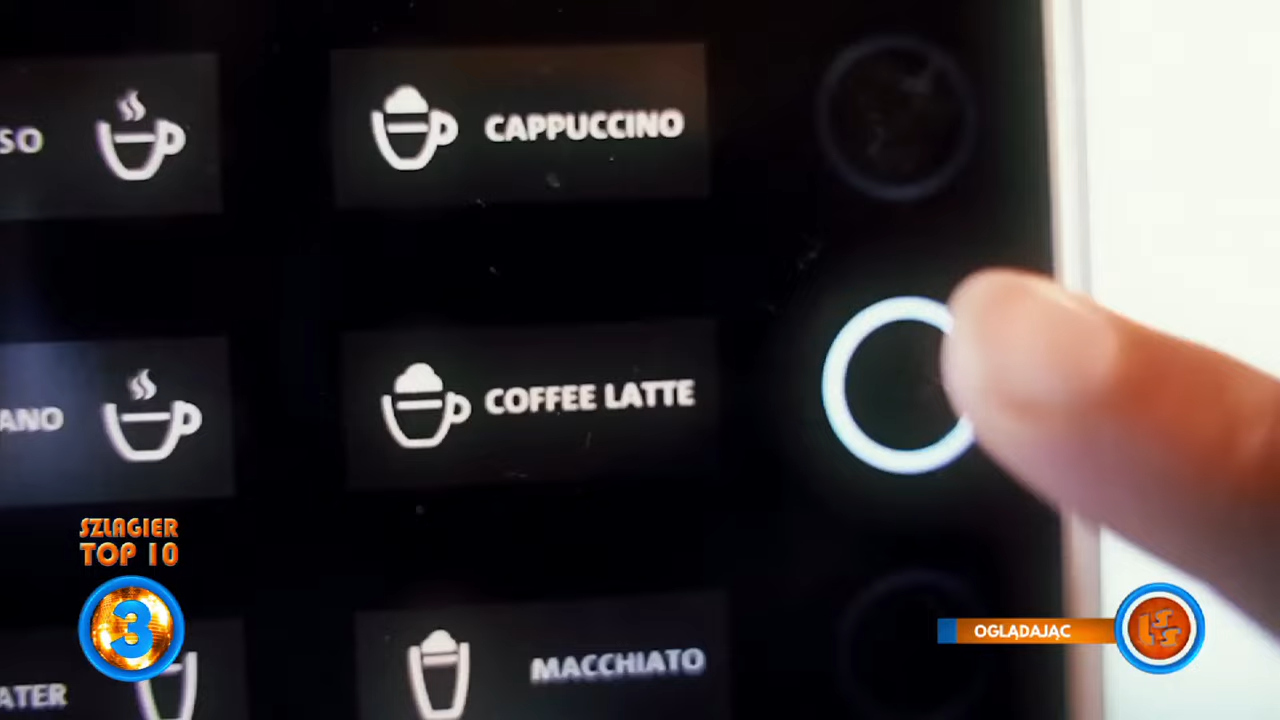 SO
CAPPUCCINO
ANO
COFFEE LATTE
SZLAGIER
TOP 10
3
OGLĄDAJĄC
ATER
MACCHIATO